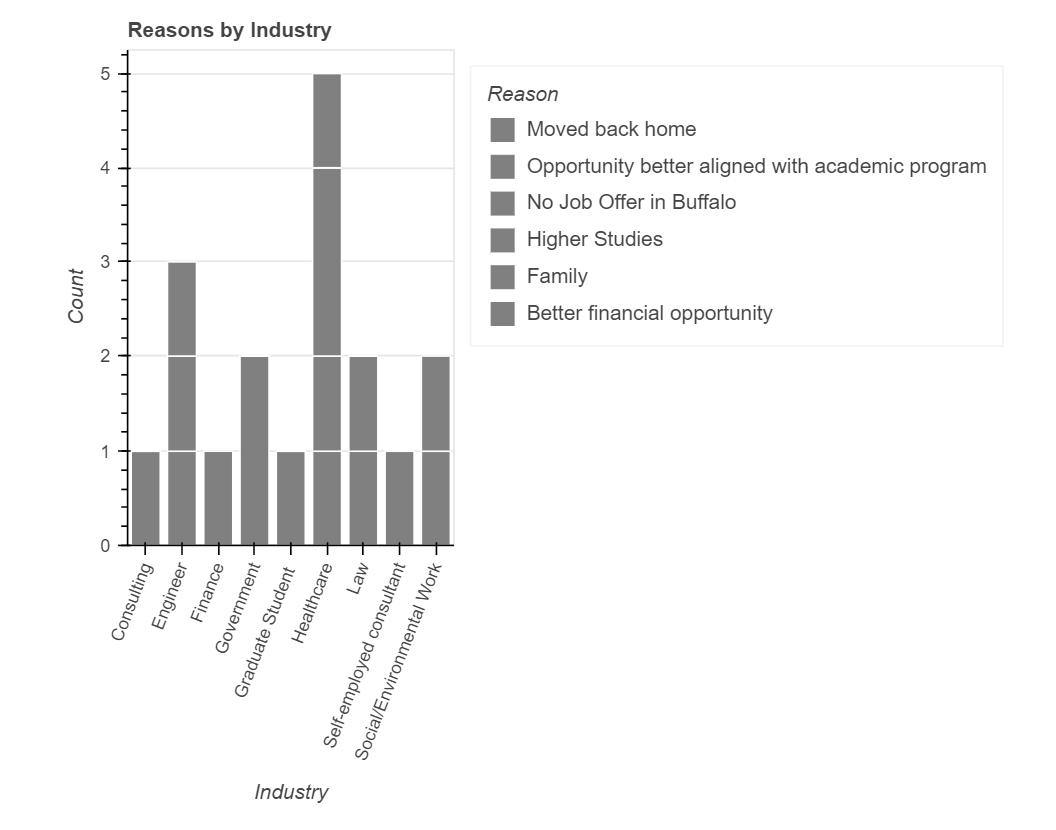 Reasons by Industry
Count
5
4
3
2
1
0
Consulting
Engineer
Finance
Government
Graduate Student
Healthcare
Law
Self-employed consultant
Social/Environmental Work
Industry
Reason
Moved back home
Opportunity better aligned with academic program
No Job Offer in Buffalo
Higher Studies
Family
Better financial opportunity